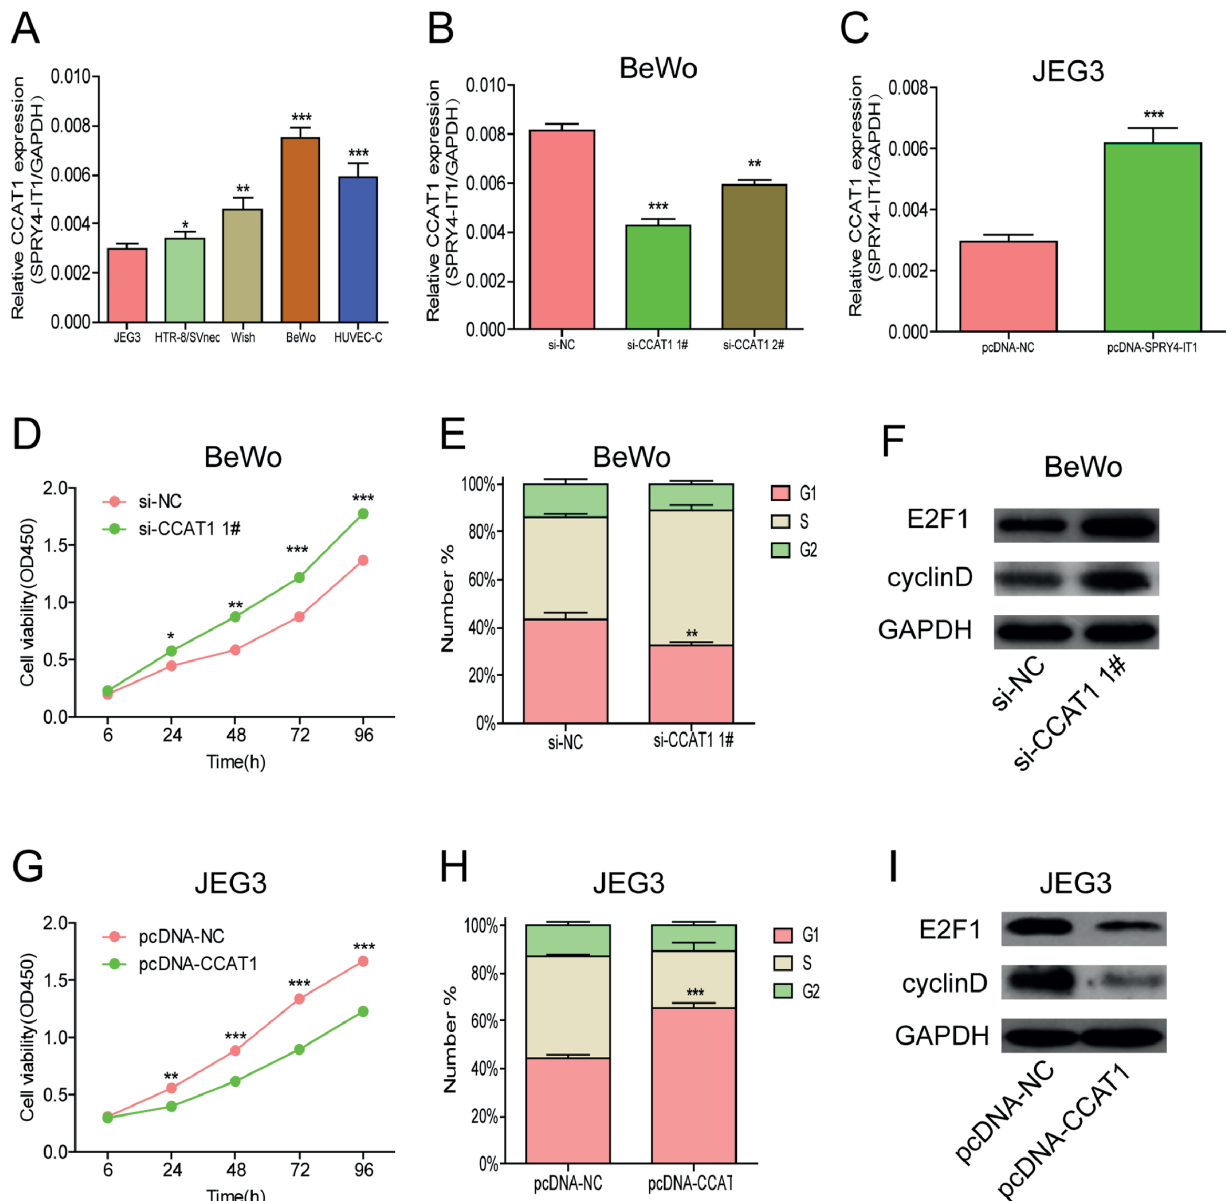 A
Relative CCAT1 expression
(SPRY4-IT1/GAPDH)
0.010
0.008
0.006
0.004
0.002
0.000
*
**
***
***
JEG3
HTR-8/SVnec
Wish
BeWo
HUVEC-C
B
BeWo
Relative CCAT1 expression
(SPRY4-IT1/GAPDH)
0.010
0.008
0.006
0.004
0.002
0.000
***
**
si-NC
si-CCAT1 1#
si-CCAT1 2#
C
JEG3
Relative CCAT1 expression
(SPRY4-IT1/GAPDH)
0.008
0.006
0.004
0.002
0.000
***
pcDNA-NC
pcDNA-SPRY4-IT1
D
BeWo
Cell viability(OD450)
2.0
1.5
1.0
0.5
0.0
si-NC
si-CCAT1 1#
*
**
***
***
6
24
48
72
96
Time(h)
E
BeWo
Number %
100%
80%
60%
40%
20%
0%
**
G1
S
G2
si-NC
si-CCAT1 1#
F
BeWo
E2F1
cyclinD
GAPDH
si-NC
si-CCAT1 1#
G
JEG3
Cell viability(OD450)
2.0
1.5
1.0
0.5
0.0
pcDNA-NC
pcDNA-CCAT1
**
***
***
***
6
24
48
72
96
Time(h)
H
JEG3
Number %
100%
80%
60%
40%
20%
0%
***
G1
S
G2
pcDNA-NC
pcDNA-CCAT
I
JEG3
E2F1
cyclinD
GAPDH
pcDNA-NC
pcDNA-CCAT1